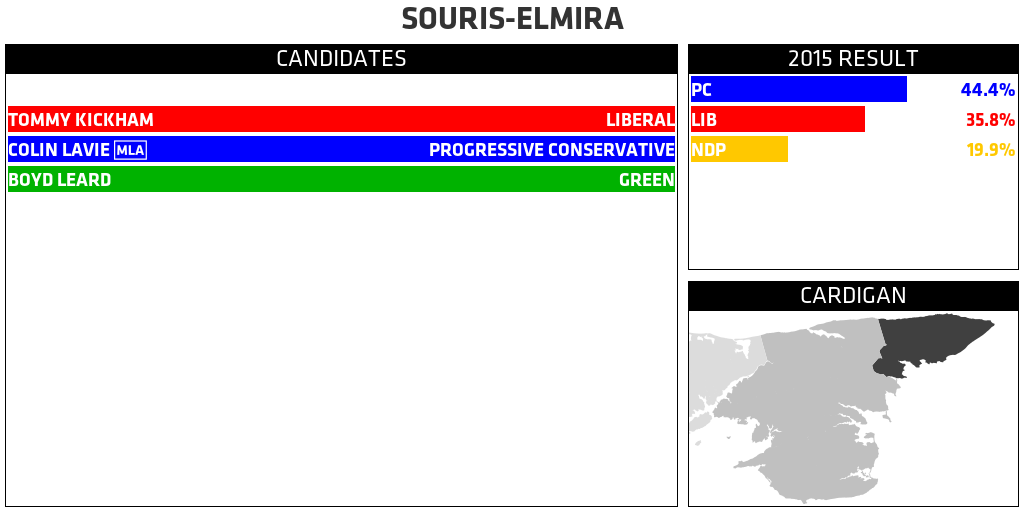 SOURIS-ELMIRA
CANDIDATES
TOMMY KICKHAM LIBERAL
COLIN LAVIE MLA PROGRESSIVE CONSERVATIVE
BOYD LEARD GREEN
2015 RESULT
PC 44.4%
LIB 35.8%
NDP 19.9%
CARDIGAN